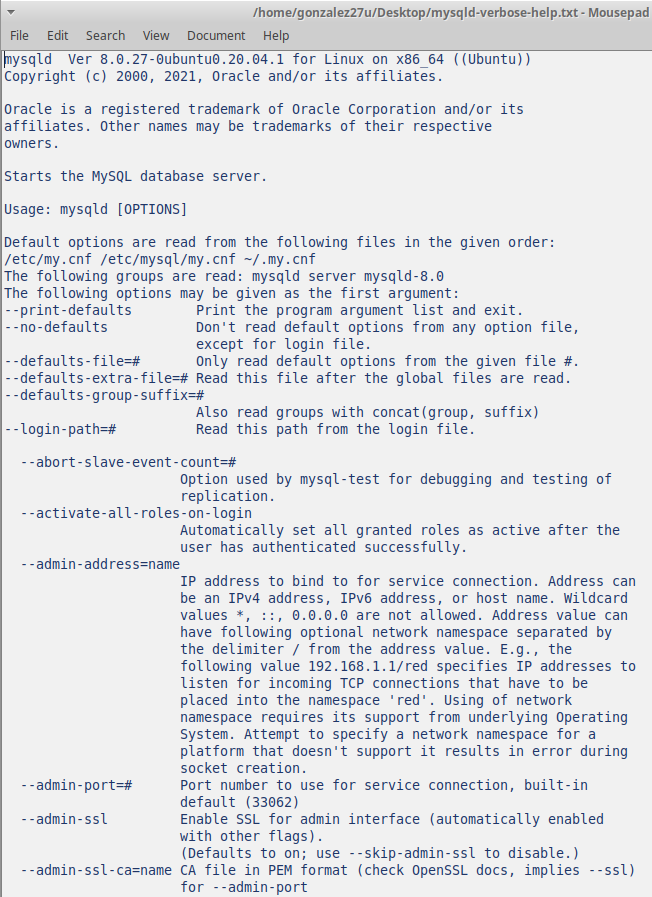 /home/gonzalez27u/Desktop/mysqld-verbose-help.txt - Mousepad
File Edit Search View Document Help
mysqld  Ver 8.0.27-0ubuntu0.20.04.1 for Linux on x86_64 ((Ubuntu))
Copyright (c) 2000, 2021, Oracle and/or its affiliates.

Oracle is a registered trademark of Oracle Corporation and/or its
affiliates. Other names may be trademarks of their respective
owners.

Starts the MySQL database server.

Usage: mysqld [OPTIONS]

Default options are read from the following files in the given order:
/etc/my.cnf /etc/mysql/my.cnf ~/.my.cnf
The following groups are read: mysqld server mysqld-8.0
The following options may be given as the first argument:
--print-defaults        Print the program argument list and exit.
--no-defaults           Don't read default options from any option file,
                        except for login file.
--defaults-file=#       Only read default options from the given file #.
--defaults-extra-file=# Read this file after the global files are read.
--defaults-group-suffix=#
                        Also read groups with concat(group, suffix)
--login-path=#          Read this path from the login file.

  --abort-slave-event-count=#
                      Option used by mysql-test for debugging and testing of
                      replication.
  --activate-all-roles-on-login
                      Automatically set all granted roles as active after the
                      user has authenticated successfully.
  --admin-address=name
                      IP address to bind to for service connection. Address can
                      be an IPv4 address, IPv6 address, or host name. Wildcard
                      values *, ::, 0.0.0.0 are not allowed. Address value can
                      have following optional network namespace separated by
                      the delimiter / from the address value. E.g., the
                      following value 192.168.1.1/red specifies IP addresses to
                      listen for incoming TCP connections that have to be
                      placed into the namespace 'red'. Using of network
                      namespace requires its support from underlying Operating
                      System. Attempt to specify a network namespace for a
                      platform that doesn't support it results in error during
                      socket creation.
  --admin-port=#      Port number to use for service connection, built-in
                      default (33062)
  --admin-ssl         Enable SSL for admin interface (automatically enabled
                      with other flags).
                      (Defaults to on; use --skip-admin-ssl to disable.)
  --admin-ssl-ca=name CA file in PEM format (check OpenSSL docs, implies --ssl)
                      for --admin-port